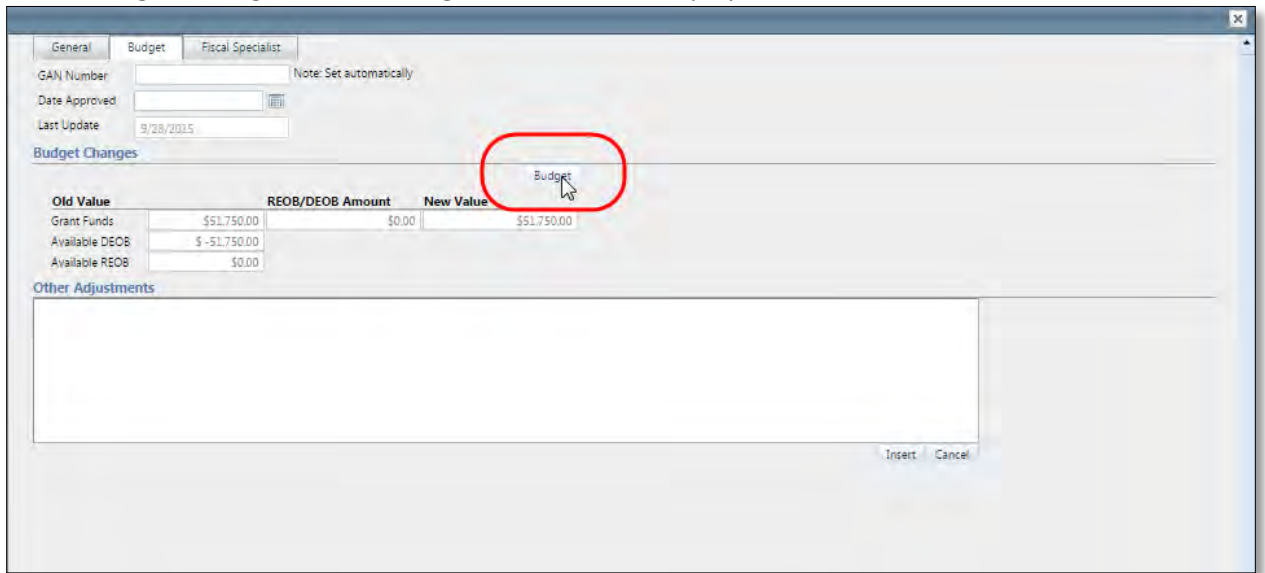 General Budget Fiscal Specialist
GAN Number Note: Set automatically
Date Approved
Last Update 9/28/2015
Budget Changes
Budget
Old Value REOB/DEOB Amount New Value
Grant Funds $51,750.00 $0.00 $51,750.00
Available DEOB $ -51,750.00
Available REOB $0.00
Other Adjustments
Insert Cancel